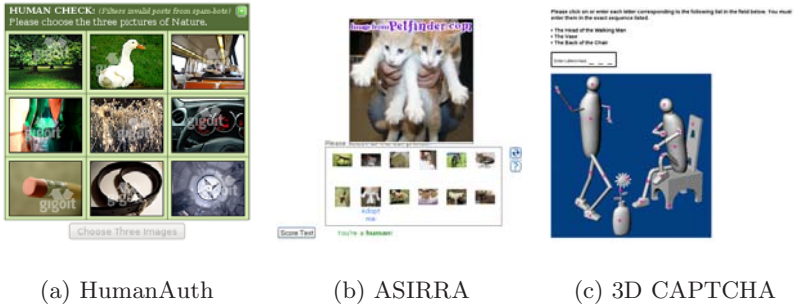 HUMAN CHECK: (Filters invalid posts from spam-bots)
Please choose the three pictures of Nature.
gigoit
gigoit
gigoit
gigoit
Choose Three Images
Image from Petfinder.com
Please
Adopt
me
?
Score Test
You're a human!
Please click on or enter each letter corresponding to the following list in the field below. You must
enter them in the exact sequence listed.
• The Head of the Walking Man
• The Vase
• The Back of the Chair
(a) HumanAuth
(b) ASIRRA
(c) 3D CAPTCHA